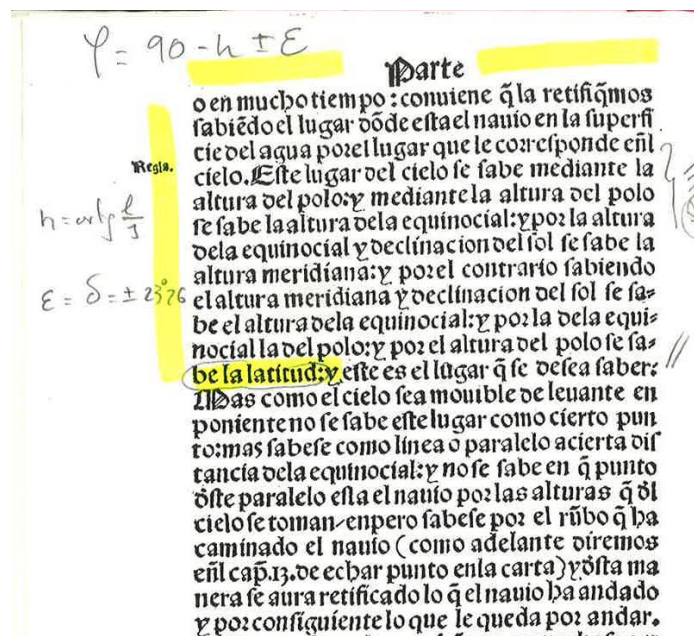 φ = 90 - h ± ε
Parte
o en mucho tiempo: conuiene q̃ la retifiq̃mos
sabiẽdo el lugar dõde esta el nauio en la superfi
cie del agua por el lugar que le corresponde eñl
Regla.
cielo. Este lugar del cielo se sabe mediante la
altura del polo: y mediante la altura del polo
h = artg
se sabe la altura dela equinocial: y por la altura
dela equinocial y declinacion del sol se sabe la
altura meridiana: y por el contrario sabiendo
ε = δ = ± 23°26
el altura meridiana y declinacion del sol se sa-
be el altura dela equinocial: y por la dela equi-
nocial la del polo: y por el altura del polo se sa-
be la latitud: y este es el lugar q̃ se desea saber:
Mas como el cielo sea mouible de leuante en
poniente no se sabe este lugar como cierto pun
to: mas sabese como linea o paralelo a cierta dis
tancia dela equinocial: y no se sabe en q̃ punto
d̃ste paralelo esta el nauio por las alturas q̃ d̃l
cielo se toman / enpero sabese por el rũbo q̃ ha
caminado el nauio (como adelante diremos
eñl cap̃.13. de echar punto en la carta) y d̃sta ma
nera se aura retificado lo q̃ el nauio ha andado
y por consiguiente lo que le queda por andar.